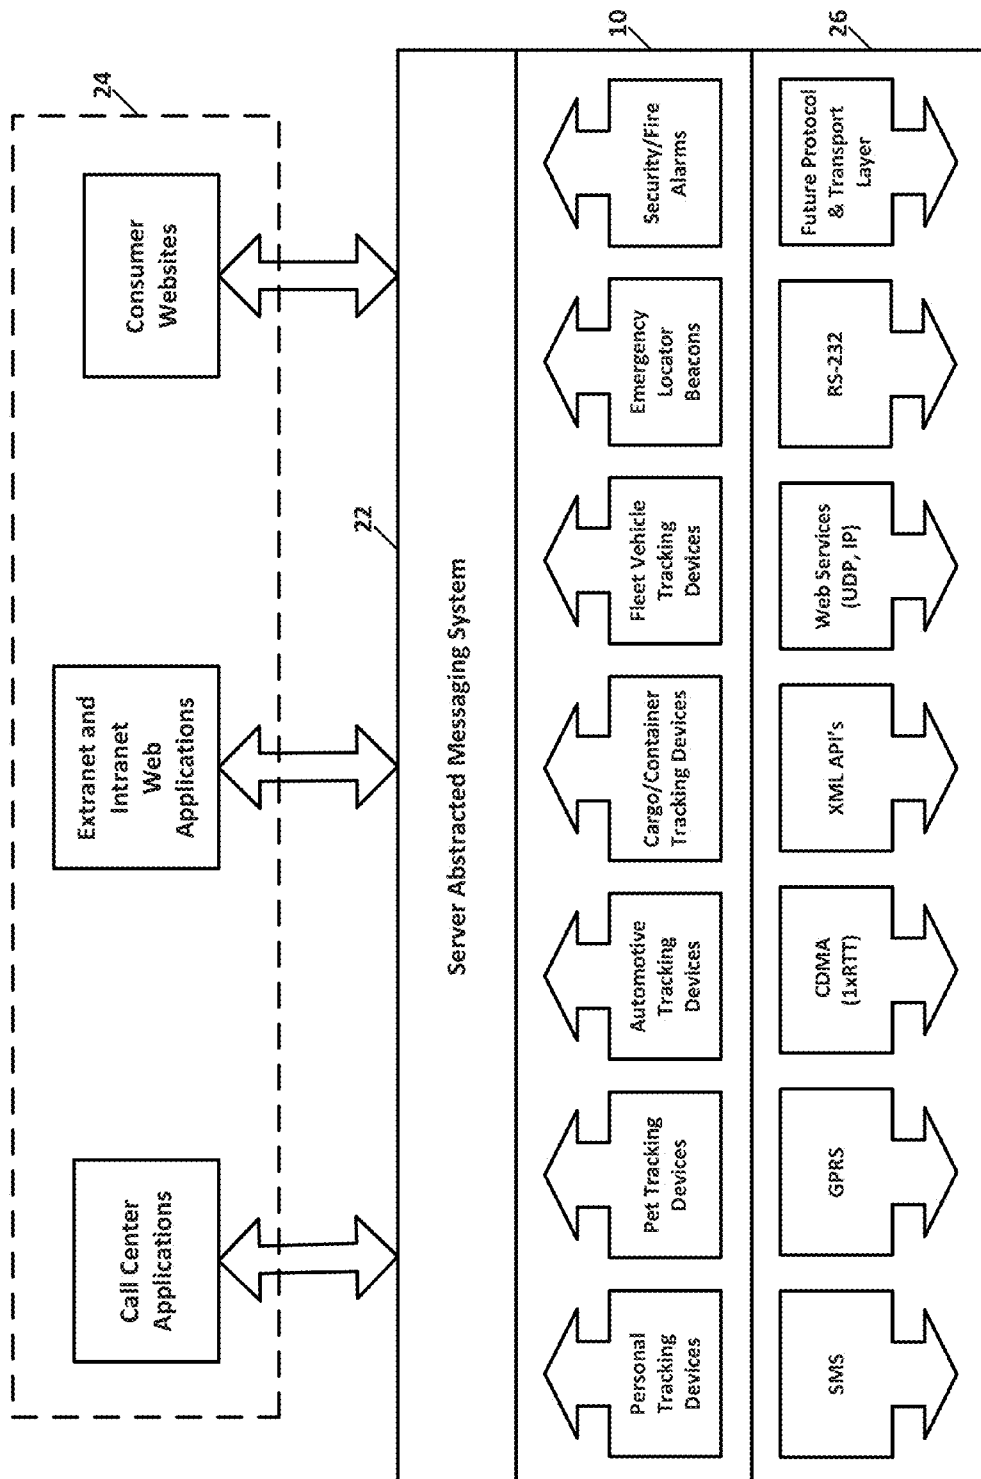 24
Call Center
Applications
Extranet and
Intranet
Web
Applications
Consumer
Websites
22
Server Abstracted Messaging System
10
Personal
Tracking
Devices
Pet Tracking
Devices
Automotive
Tracking
Devices
Cargo/Container
Tracking Devices
Fleet Vehicle
Tracking
Devices
Emergency
Locator
Beacons
Security/Fire
Alarms
26
SMS
GPRS
CDMA
(1xRTT)
XML API's
Web Services
(UDP, IP)
RS-232
Future Protocol
& Transport
Layer